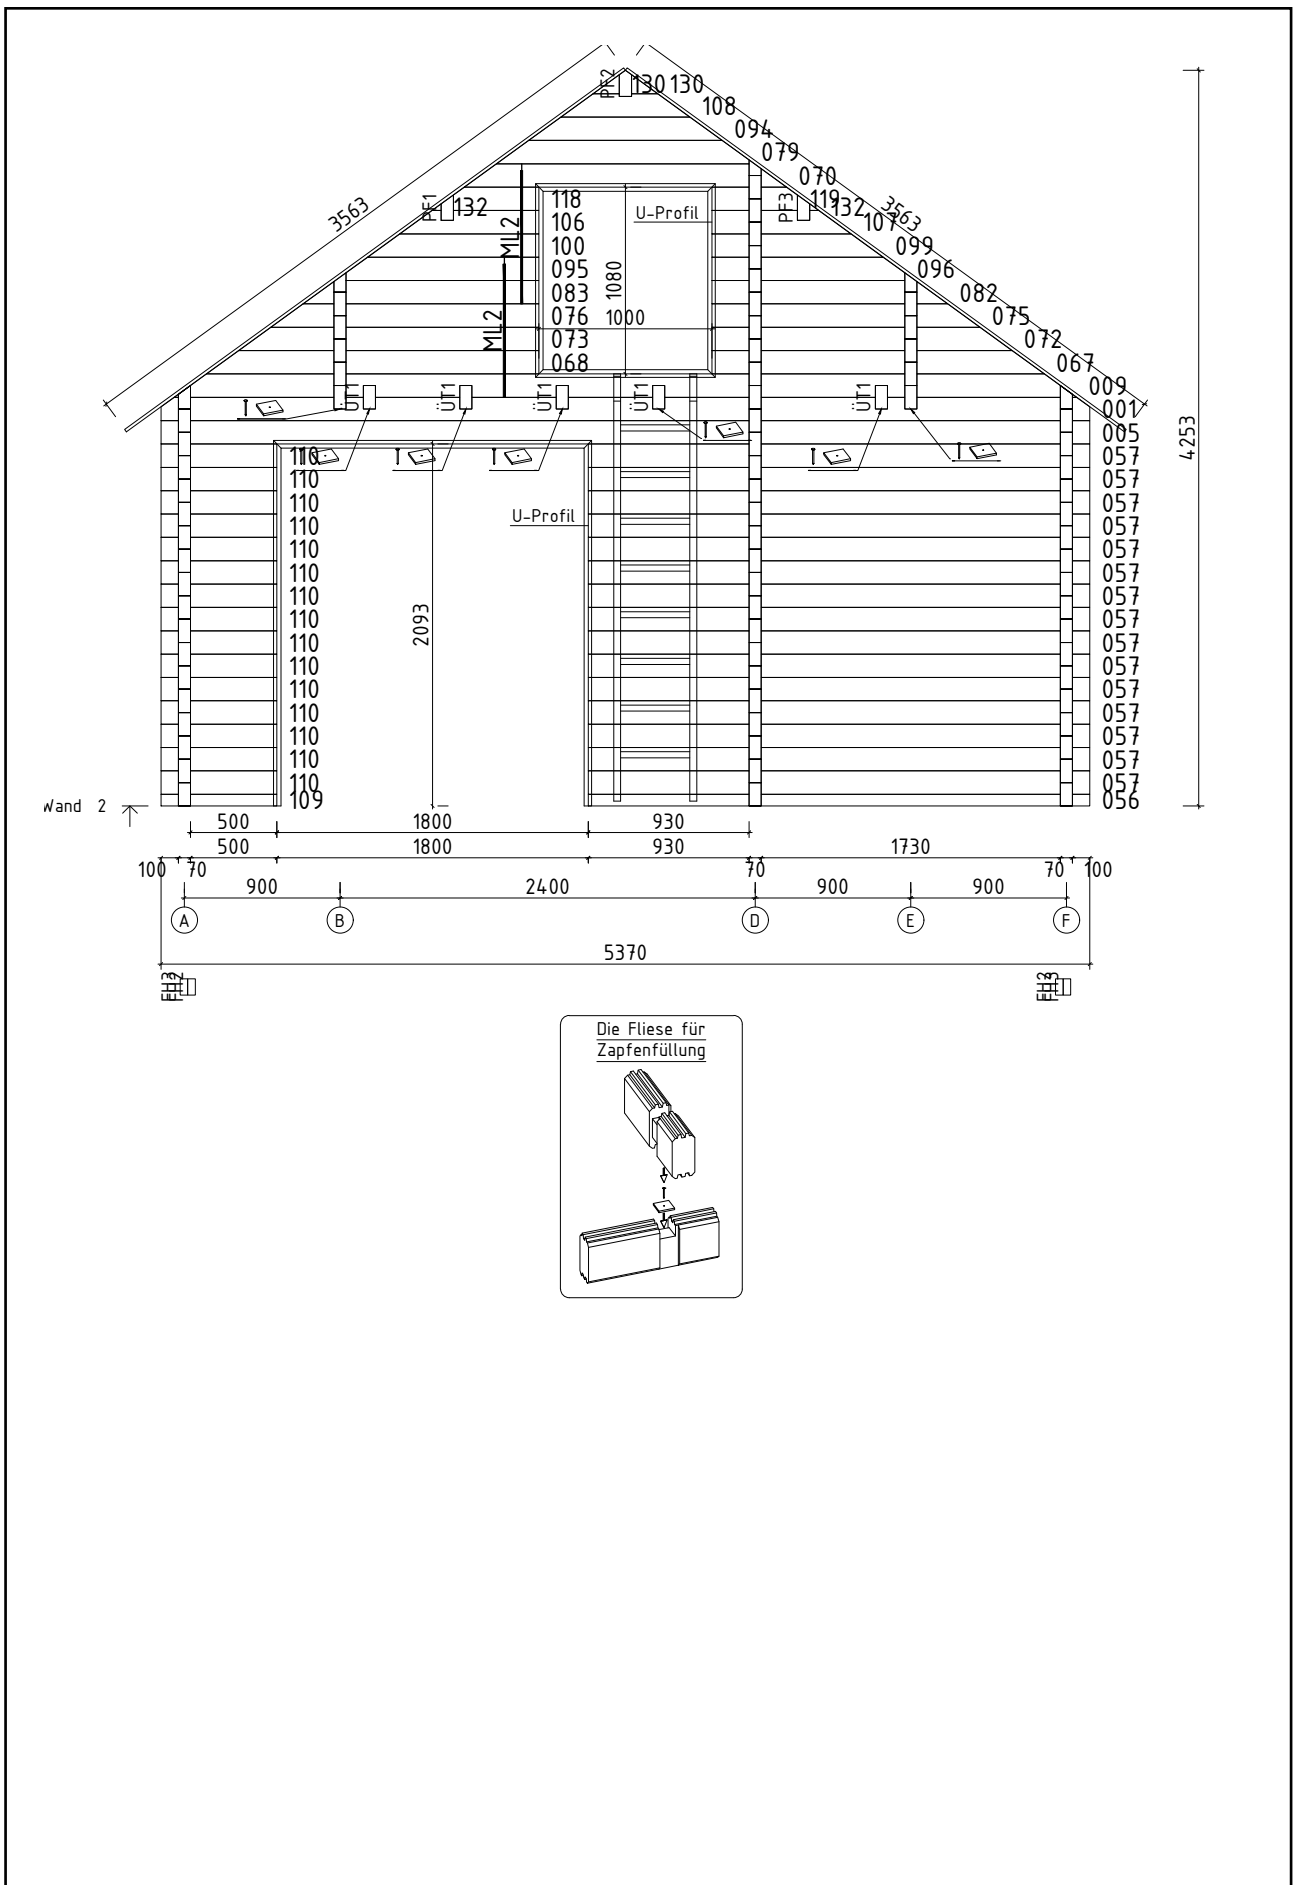 PF2 130 130
108
094
079
070
3563 PF1 132 118 U-Profil PF3 119 132 107 3563
106
ML2 100 099
095 1080 096
083 082
ML2 076 1000 075
073 072
068 067
ÜT1 ÜT1 ÜT1 ÜT1 ÜT1 009
001
005
4253
110 057
110 057
110 057
U-Profil
110 057
110 057
110 057
110 057
2093
110 057
110 057
110 057
110 057
110 057
110 057
110 057
110 057
109 056
Wand 2
500 1800 930
500 1800 930 1730
100 70 70 70 100
900 2400 900 900
A B D E F
5370
FH3 FH2 FH2 FH3
Die Fliese für
Zapfenfüllung